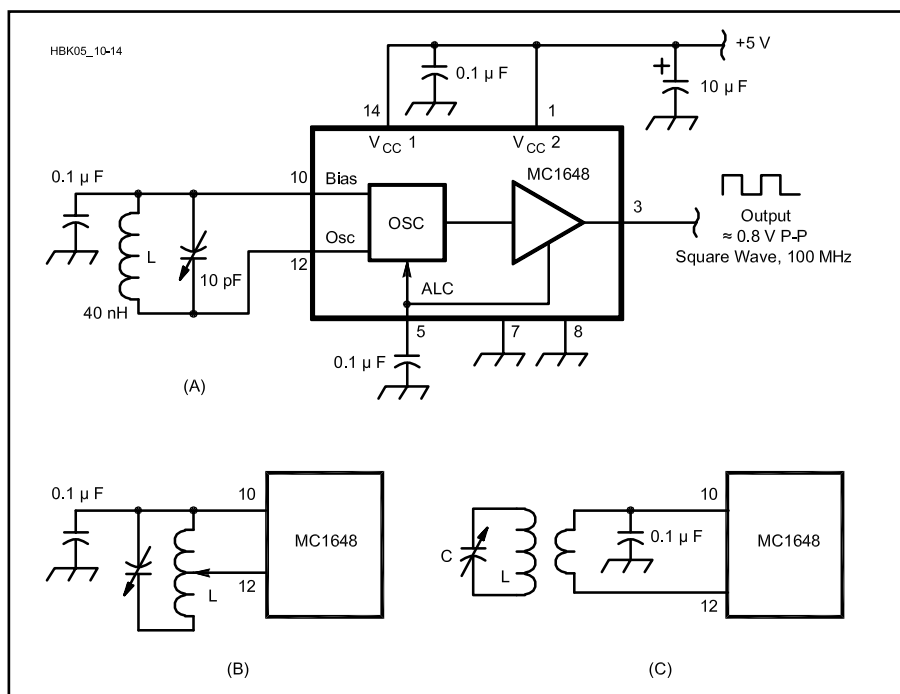 HBK05_10-14
+5 V
0.1 µ F
+
10 µ F
14
1
VCC 1
VCC 2
0.1 µ F
10
Bias
MC1648
3
OSC
Output
≈ 0.8 V P-P
Square Wave, 100 MHz
L
Osc
12
10 pF
ALC
40 nH
5
7
8
0.1 µ F
(A)
0.1 µ F
10
MC1648
12
L
(B)
10
0.1 µ F
MC1648
C
L
12
(C)